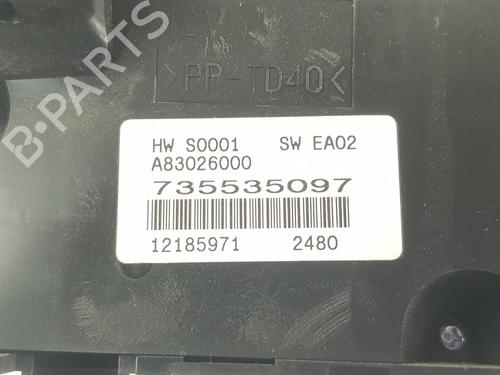 B-PARTS
>PP-TD40<
HW S0001 SW EA02
A83026000
735535097
12185971 2480